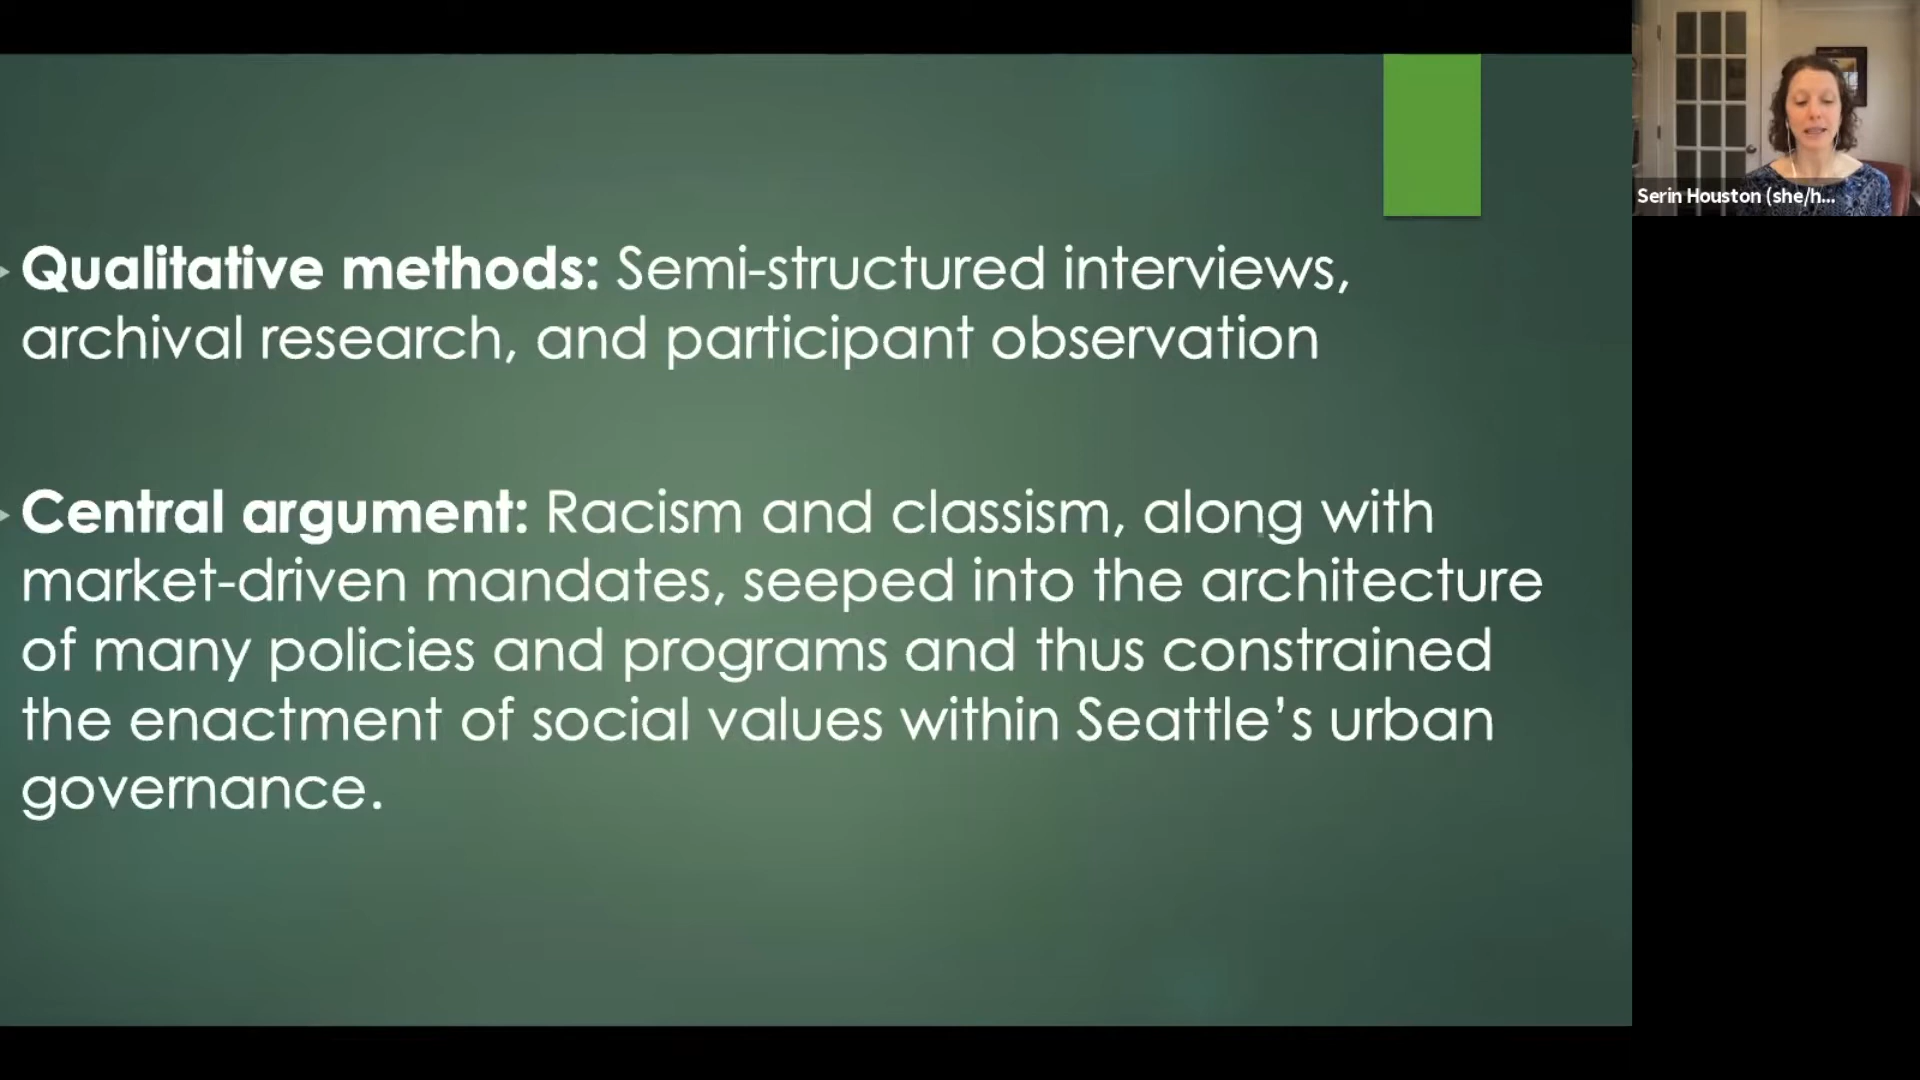 Qualitative methods: Semi-structured interviews,
archival research, and participant observation
Central argument: Racism and classism, along with
market-driven mandates, seeped into the architecture
of many policies and programs and thus constrained
the enactment of social values within Seattle’s urban
governance.
Serin Houston (she/h...